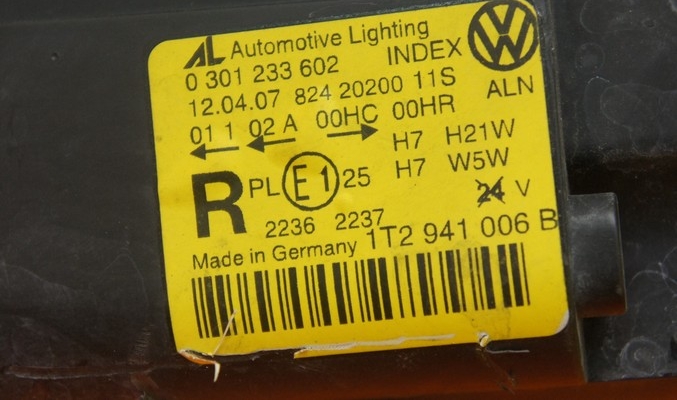 AL Automotive Lighting
0 301 233 602 INDEX
12.04.07 824 20200 11S ALN
01 1 02 A 00HC 00HR
H7 H21W
R PL E1 25 H7 W5W
24 V
2236 2237
Made in Germany 1T2 941 006 B